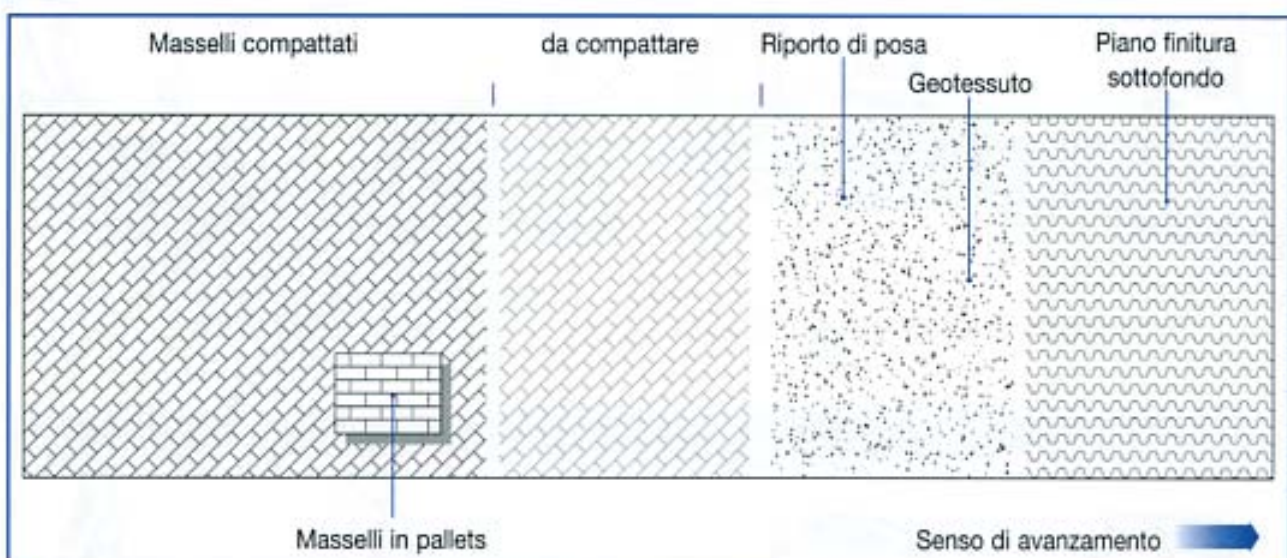 Masselli compattati
da compattare
Riporto di posa
Geotessuto
Piano finitura
sottofondo
Masselli in pallets
Senso di avanzamento